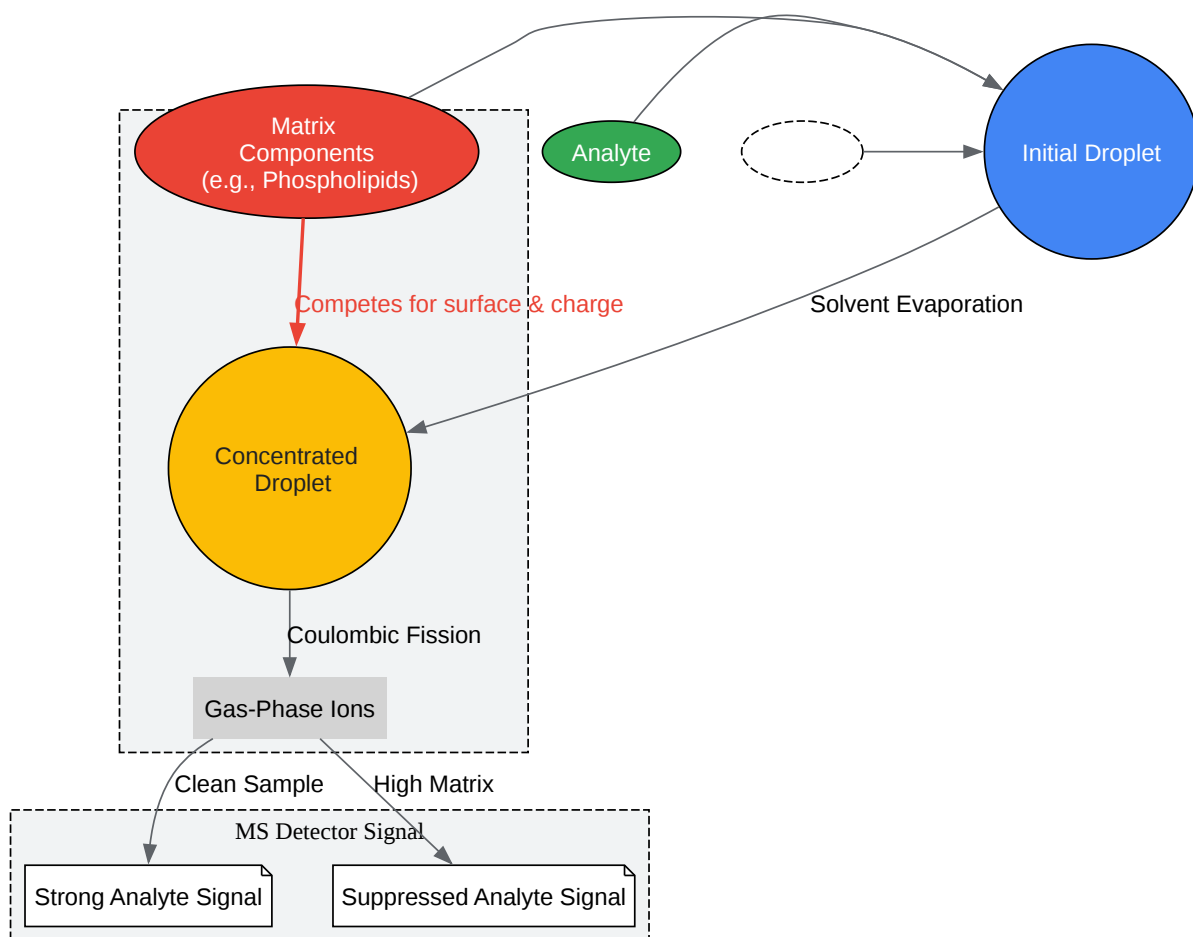 Matrix
Components
(e.g., Phospholipids)
Analyte
Initial Droplet
Competes for surface & charge
Solvent Evaporation
Concentrated
Droplet
Coulombic Fission
Gas-Phase Ions
Clean Sample
High Matrix
MS Detector Signal
Strong Analyte Signal
Suppressed Analyte Signal